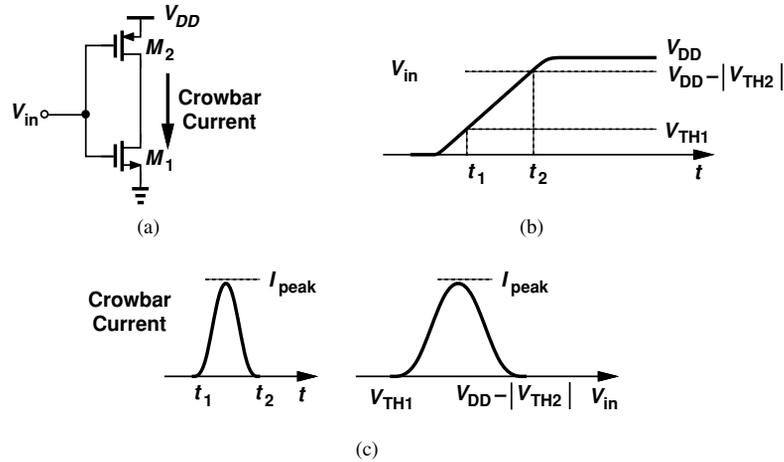 V_DD
M_2
Crowbar
Current
V_in
M_1
(a)
V_in
V_DD
V_DD−|V_TH2|
V_TH1
t_1 t_2 t
(b)
Crowbar
Current
I_peak
t_1 t_2 t
I_peak
V_TH1 V_DD−|V_TH2| V_in
(c)